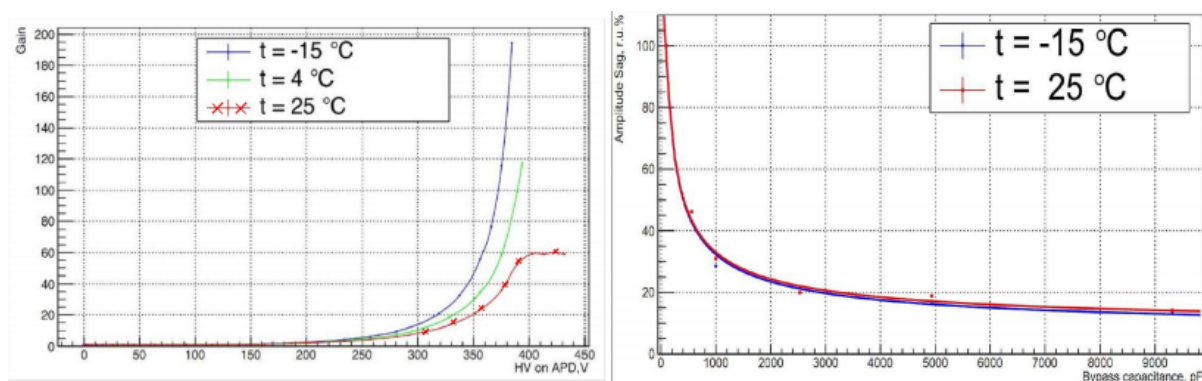 Gain
200
180
160
140
120
100
80
60
40
20
0
t = -15 °C
t = 4 °C
t = 25 °C
0 50 100 150 200 250 300 350 400 450
HV on APD,V
Amplitude Sag, r.u. %
100
80
60
40
20
0
t = -15 °C
t = 25 °C
0 1000 2000 3000 4000 5000 6000 7000 8000 9000
Bypass capacitance, pF